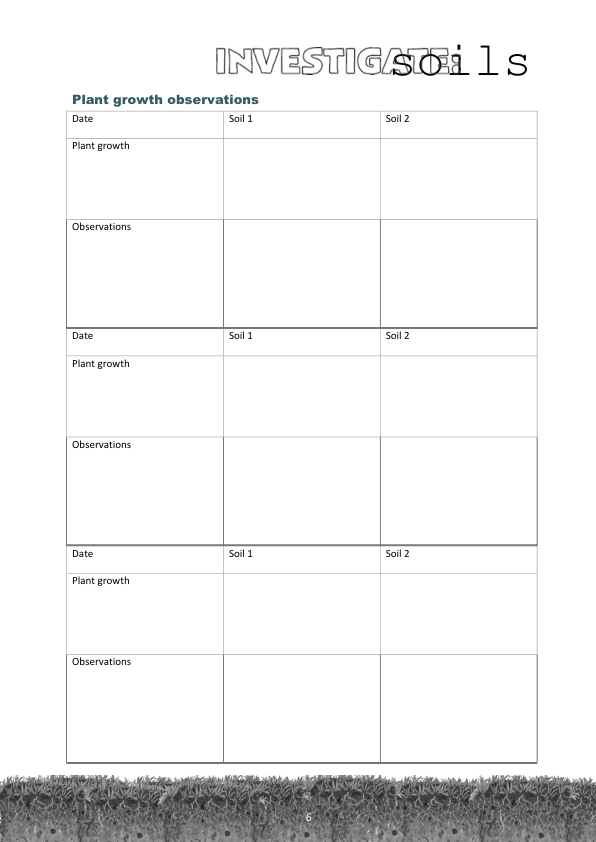 INVESTIGATE: soils
Plant growth observations
Date Soil 1 Soil 2
Plant growth
Observations
Date Soil 1 Soil 2
Plant growth
Observations
Date Soil 1 Soil 2
Plant growth
Observations
6